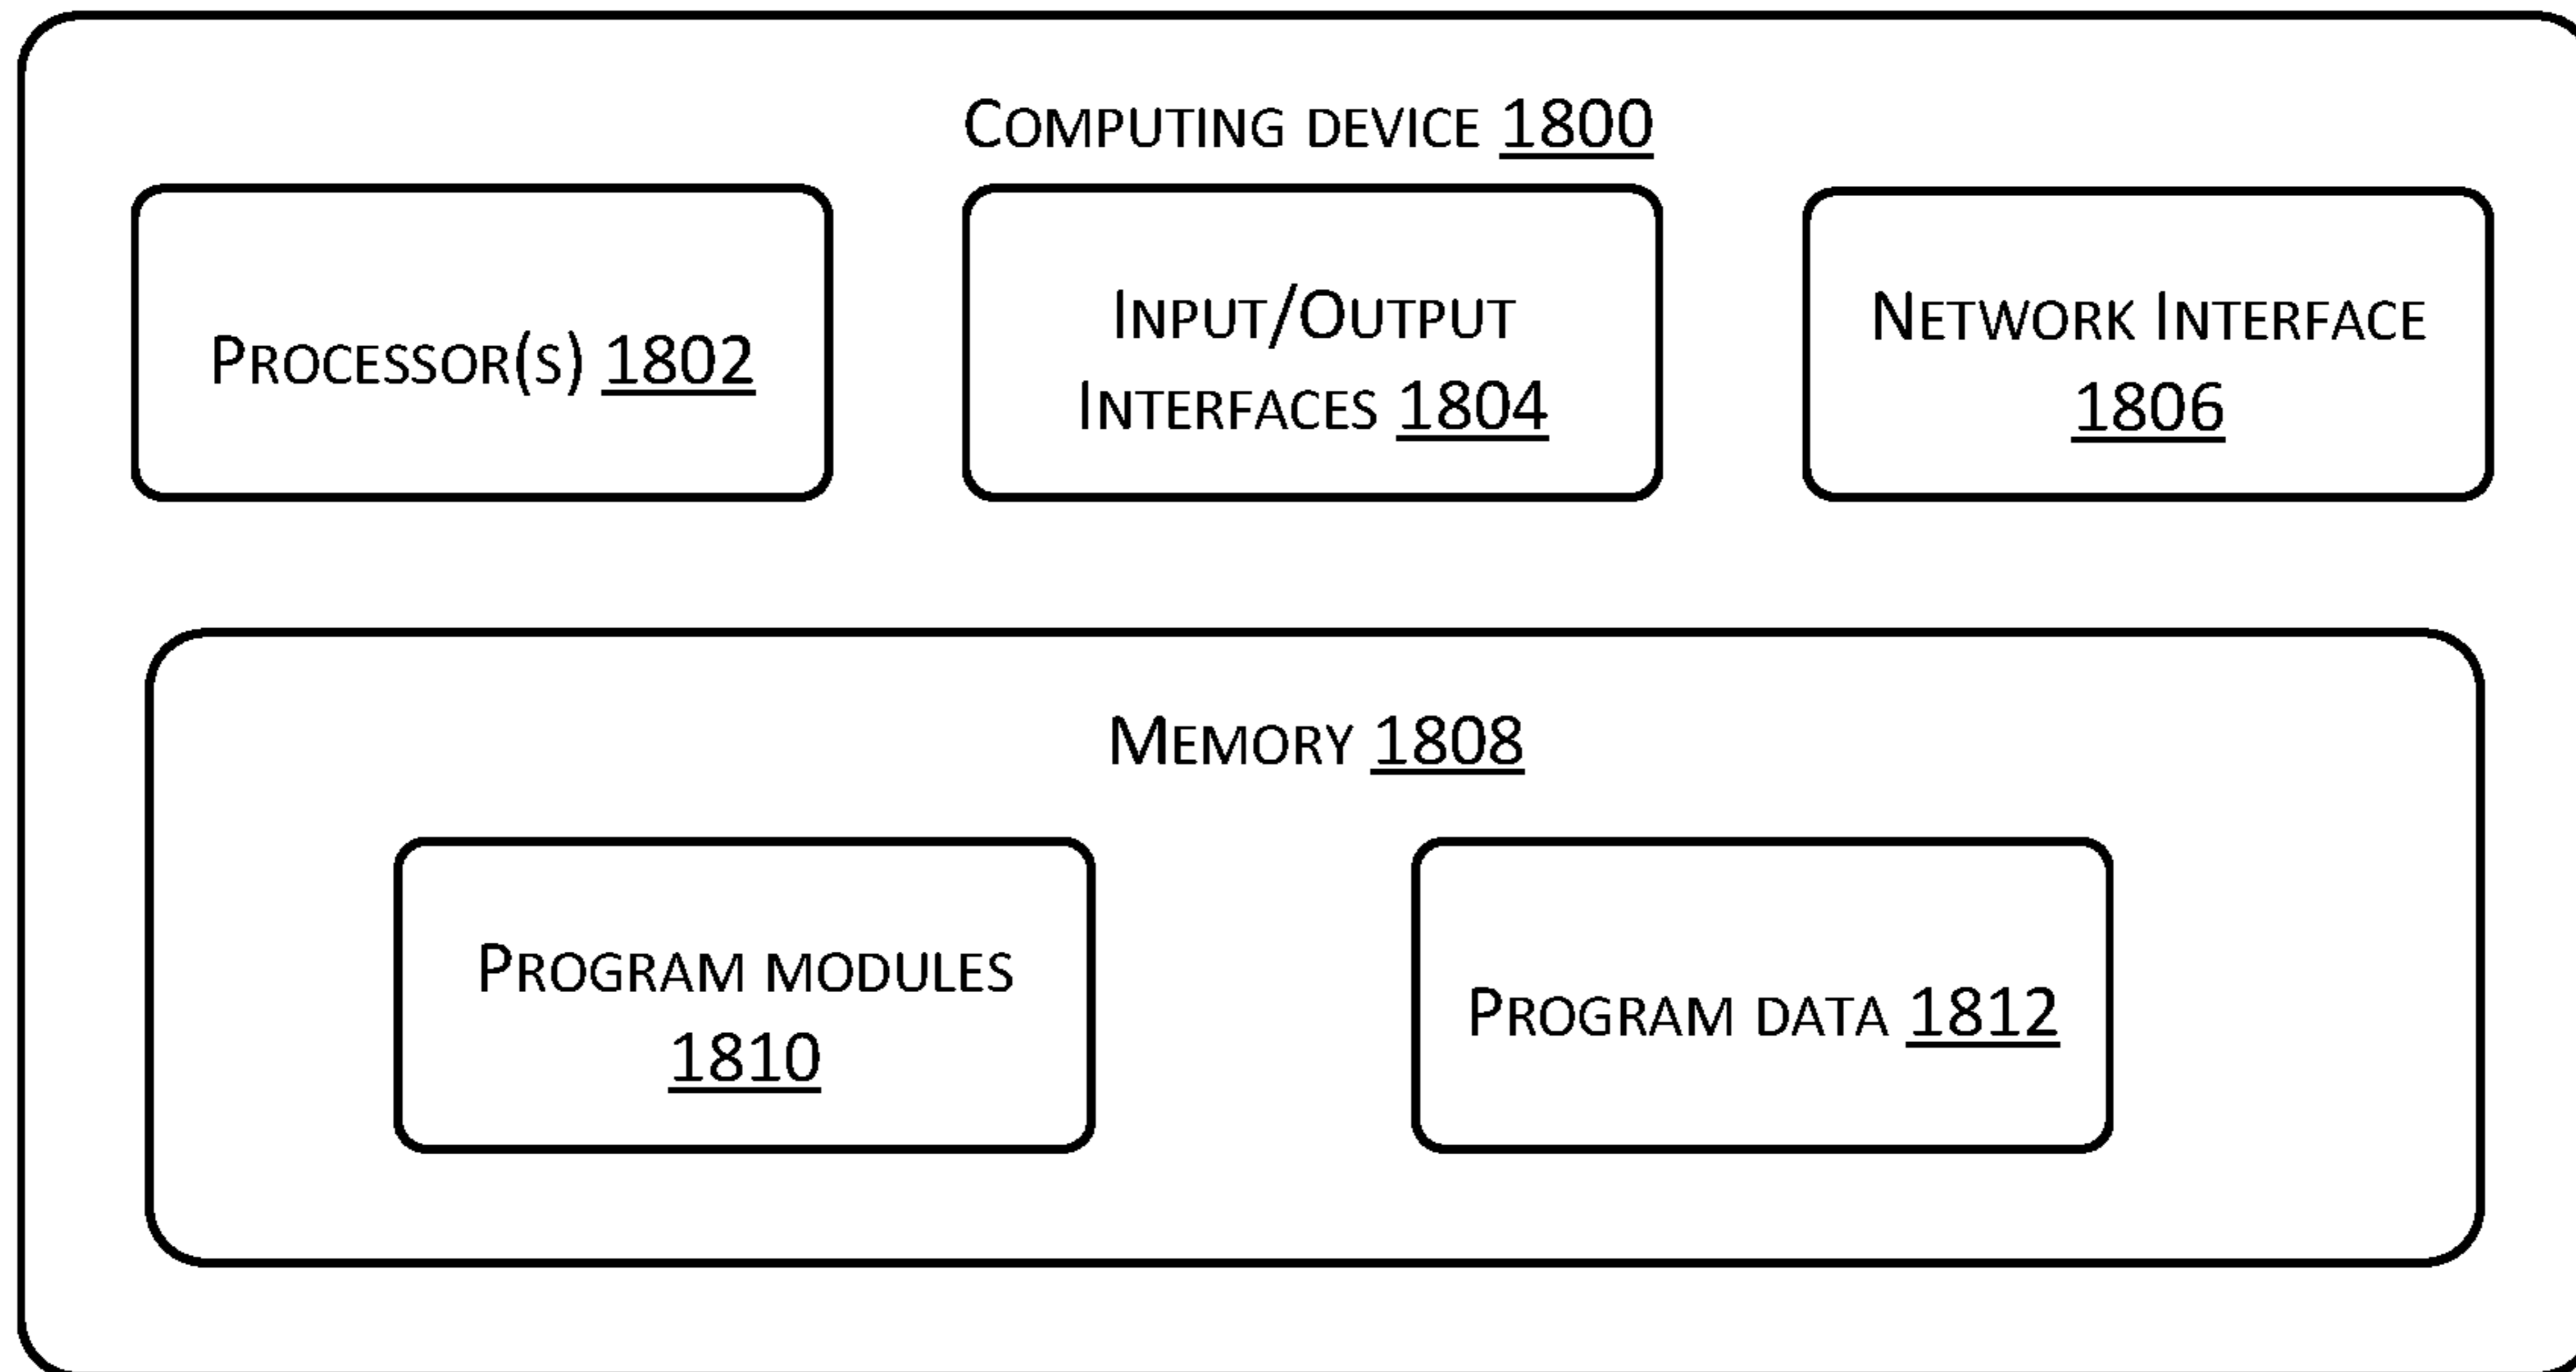 COMPUTING DEVICE 1800
PROCESSOR(S) 1802
INPUT/OUTPUT
INTERFACES 1804
NETWORK INTERFACE
1806
MEMORY 1808
PROGRAM MODULES
1810
PROGRAM DATA 1812